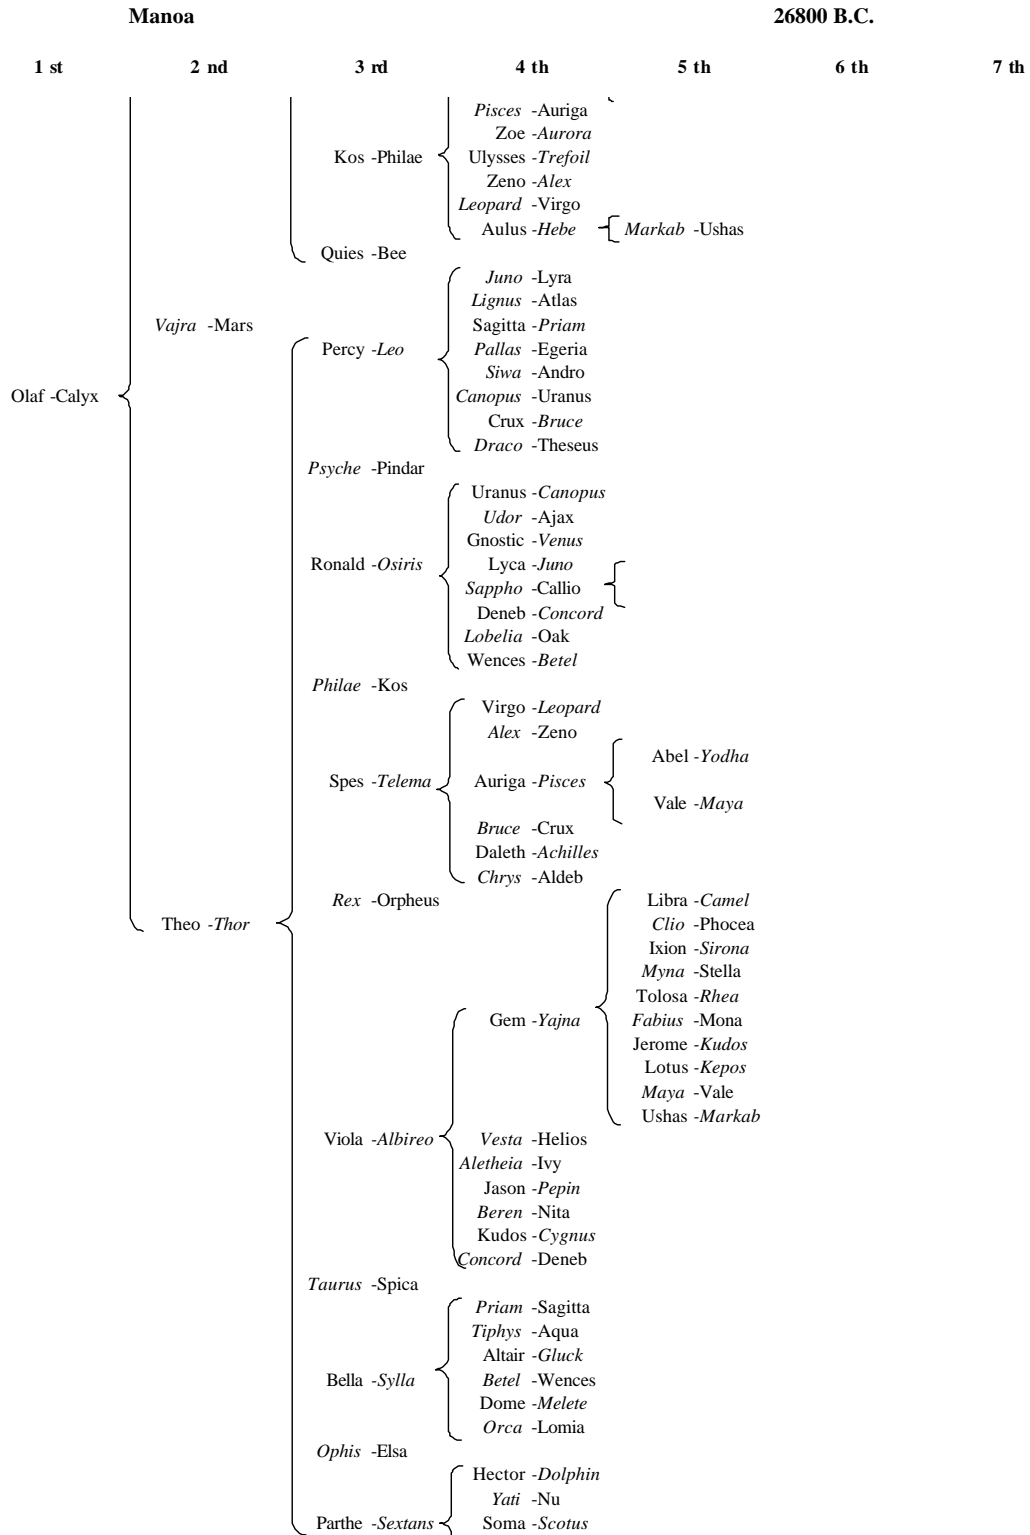 Manoa 26800 B.C.
1 st 2 nd 3 rd 4 th 5 th 6 th 7 th
Pisces -Auriga
Zoe -Aurora
Kos -Philae Ulysses -Trefoil
Zeno -Alex
Leopard -Virgo
Aulus -Hebe Markab -Ushas
Quies -Bee
Juno -Lyra
Lignus -Atlas
Vajra -Mars Sagitta -Priam
Percy -Leo Pallas -Egeria
Siwa -Andro
Olaf -Calyx Canopus -Uranus
Crux -Bruce
Draco -Theseus
Psyche -Pindar
Uranus -Canopus
Udor -Ajax
Gnostic -Venus
Ronald -Osiris Lyca -Juno
Sappho -Callio
Deneb -Concord
Lobelia -Oak
Wences -Betel
Philae -Kos
Virgo -Leopard
Alex -Zeno
Abel -Yodha
Spes -Telema Auriga -Pisces
Vale -Maya
Bruce -Crux
Daleth -Achilles
Chrys -Aldeb
Rex -Orpheus Libra -Camel
Theo -Thor Clio -Phocea
Ixion -Sirona
Myna -Stella
Tolosa -Rhea
Gem -Yajna Fabius -Mona
Jerome -Kudos
Lotus -Kepos
Maya -Vale
Ushas -Markab
Viola -Albireo Vesta -Helios
Aletheia -Ivy
Jason -Pepin
Beren -Nita
Kudos -Cygnus
Concord -Deneb
Taurus -Spica
Priam -Sagitta
Tiphys -Aqua
Altair -Gluck
Bella -Sylla Betel -Wences
Dome -Melete
Orca -Lomia
Ophis -Elsa
Hector -Dolphin
Yati -Nu
Parthe -Sextans Soma -Scotus